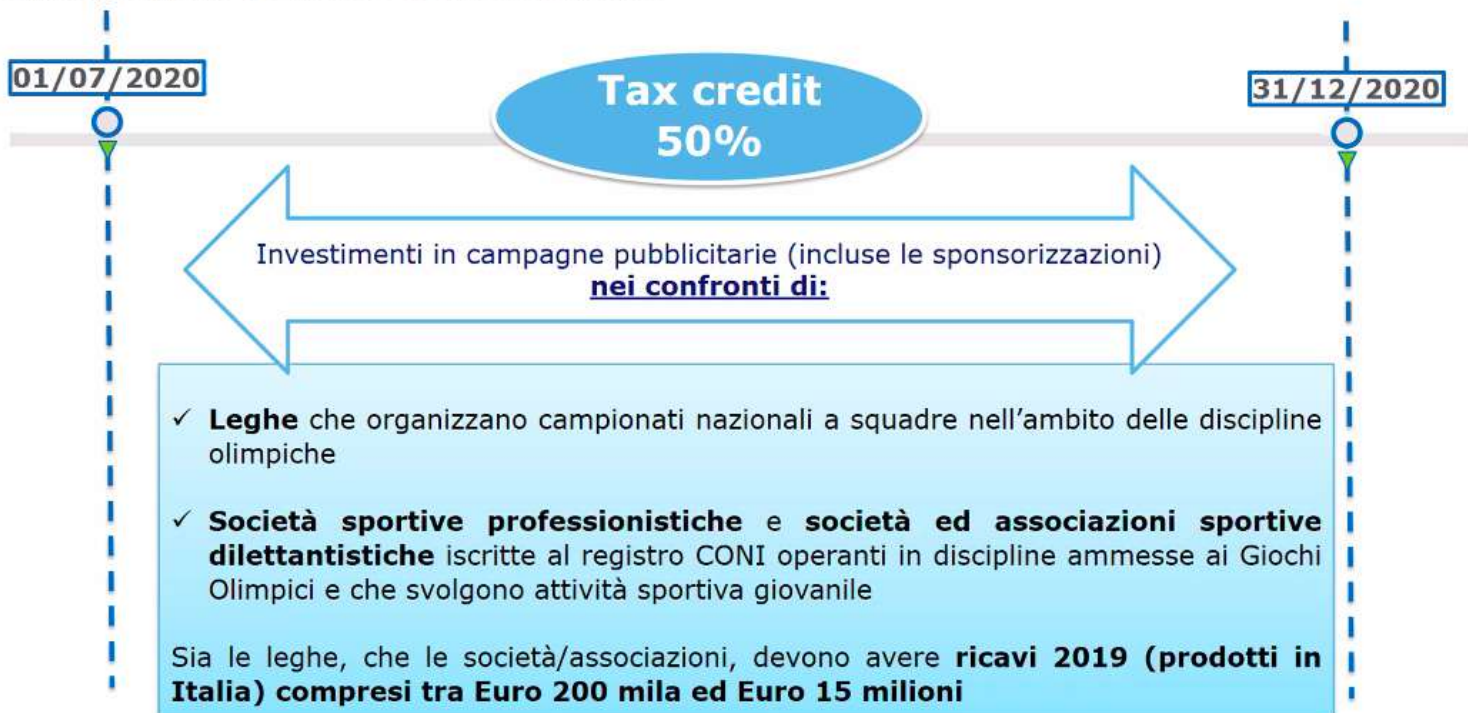 01/07/2020
31/12/2020
Tax credit
50%
Investimenti in campagne pubblicitarie (incluse le sponsorizzazioni)
nei confronti di:
✓ Leghe che organizzano campionati nazionali a squadre nell'ambito delle discipline
olimpiche
✓ Società sportive professionistiche e società ed associazioni sportive
dilettantistiche iscritte al registro CONI operanti in discipline ammesse ai Giochi
Olimpici e che svolgono attività sportiva giovanile
Sia le leghe, che le società/associazioni, devono avere ricavi 2019 (prodotti in
Italia) compresi tra Euro 200 mila ed Euro 15 milioni